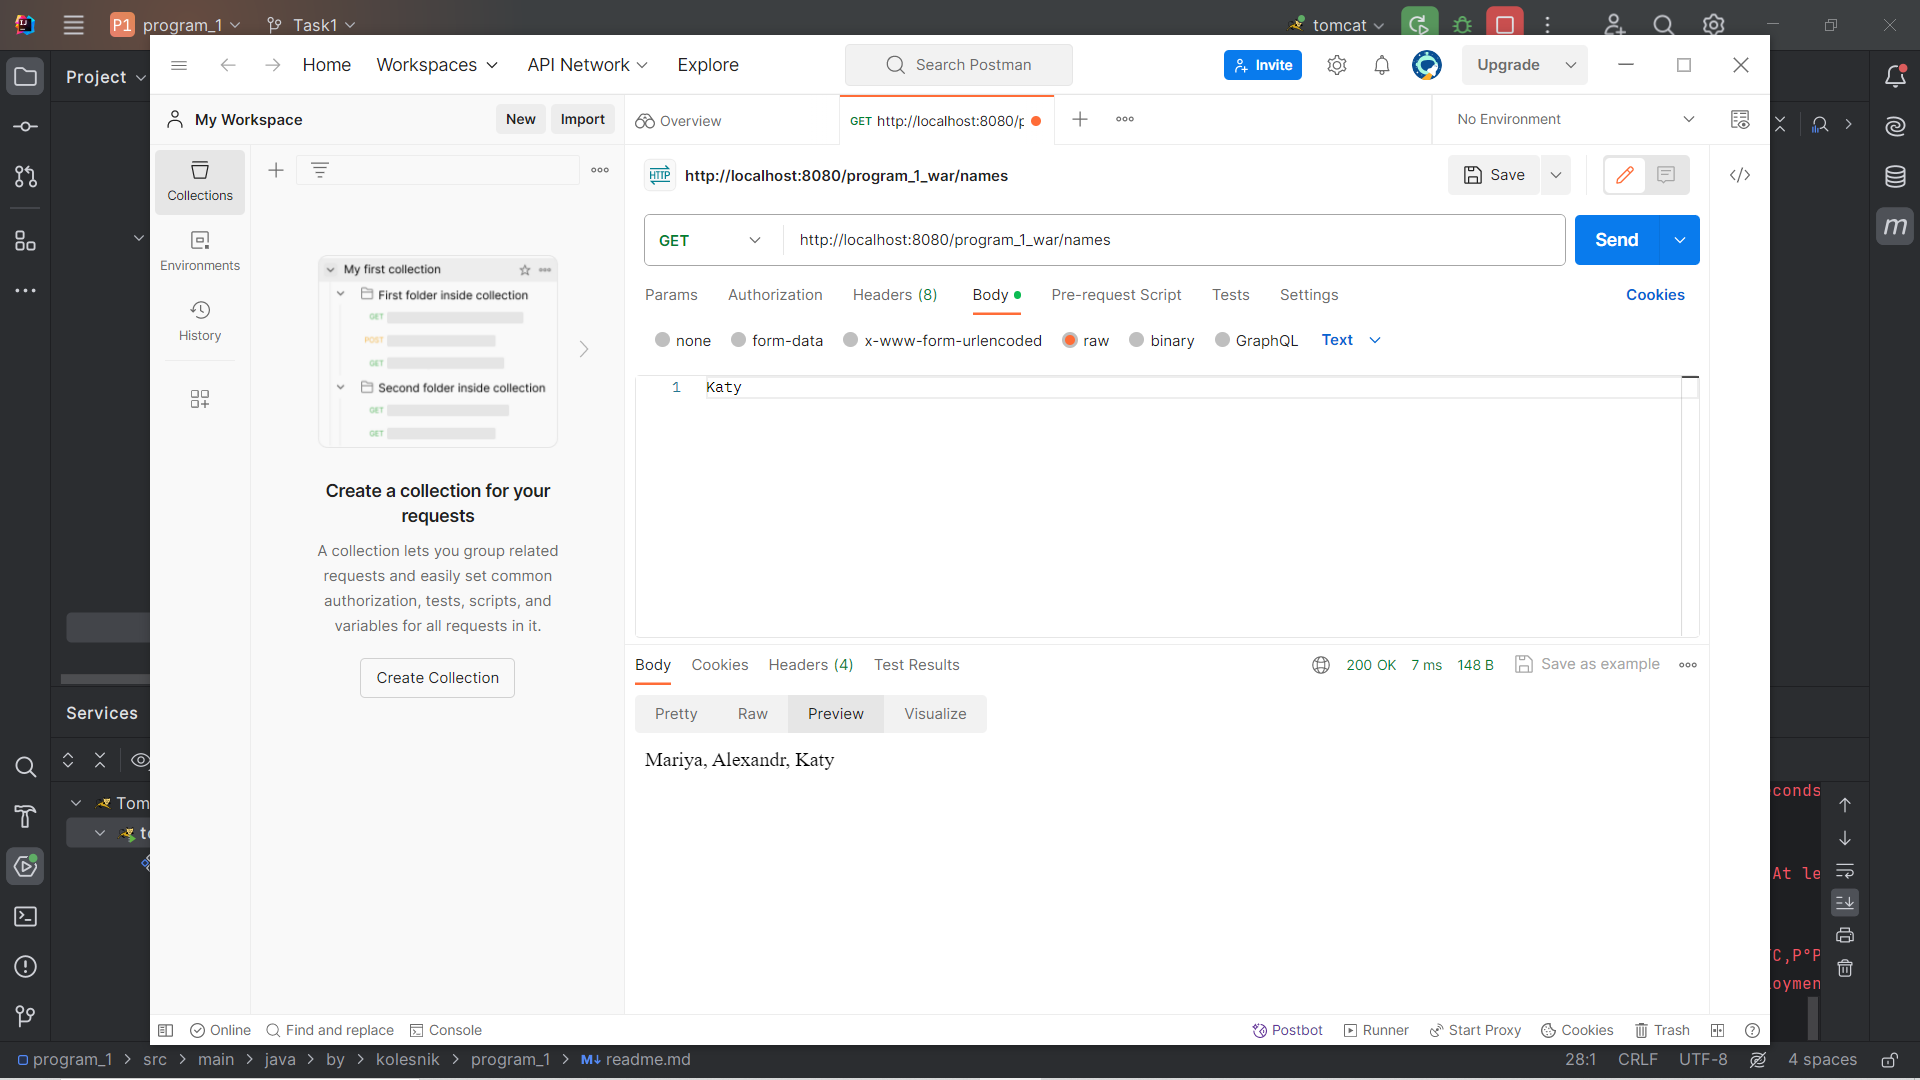 P1 program_1 Task1 tomcat
Project
Home Workspaces API Network Explore Search Postman Invite Upgrade
My Workspace New Import Overview GET http://localhost:8080/p No Environment
Collections
Environments
History
My first collection
First folder inside collection
GET
POST
GET
Second folder inside collection
GET
GET
Create a collection for your
requests
A collection lets you group related
requests and easily set common
authorization, tests, scripts, and
variables for all requests in it.
Create Collection
HTTP http://localhost:8080/program_1_war/names Save
GET http://localhost:8080/program_1_war/names Send
Params Authorization Headers (8) Body Pre-request Script Tests Settings Cookies
none form-data x-www-form-urlencoded raw binary GraphQL Text
1 Katy
Body Cookies Headers (4) Test Results 200 OK 7 ms 148 B Save as example
Pretty Raw Preview Visualize
Mariya, Alexandr, Katy
m
Services
Tom
to
conds
At le
C,P°P
oymen
Online Find and replace Console Postbot Runner Start Proxy Cookies Trash
program_1 src main java by kolesnik program_1 M↓ readme.md 28:1 CRLF UTF-8 4 spaces